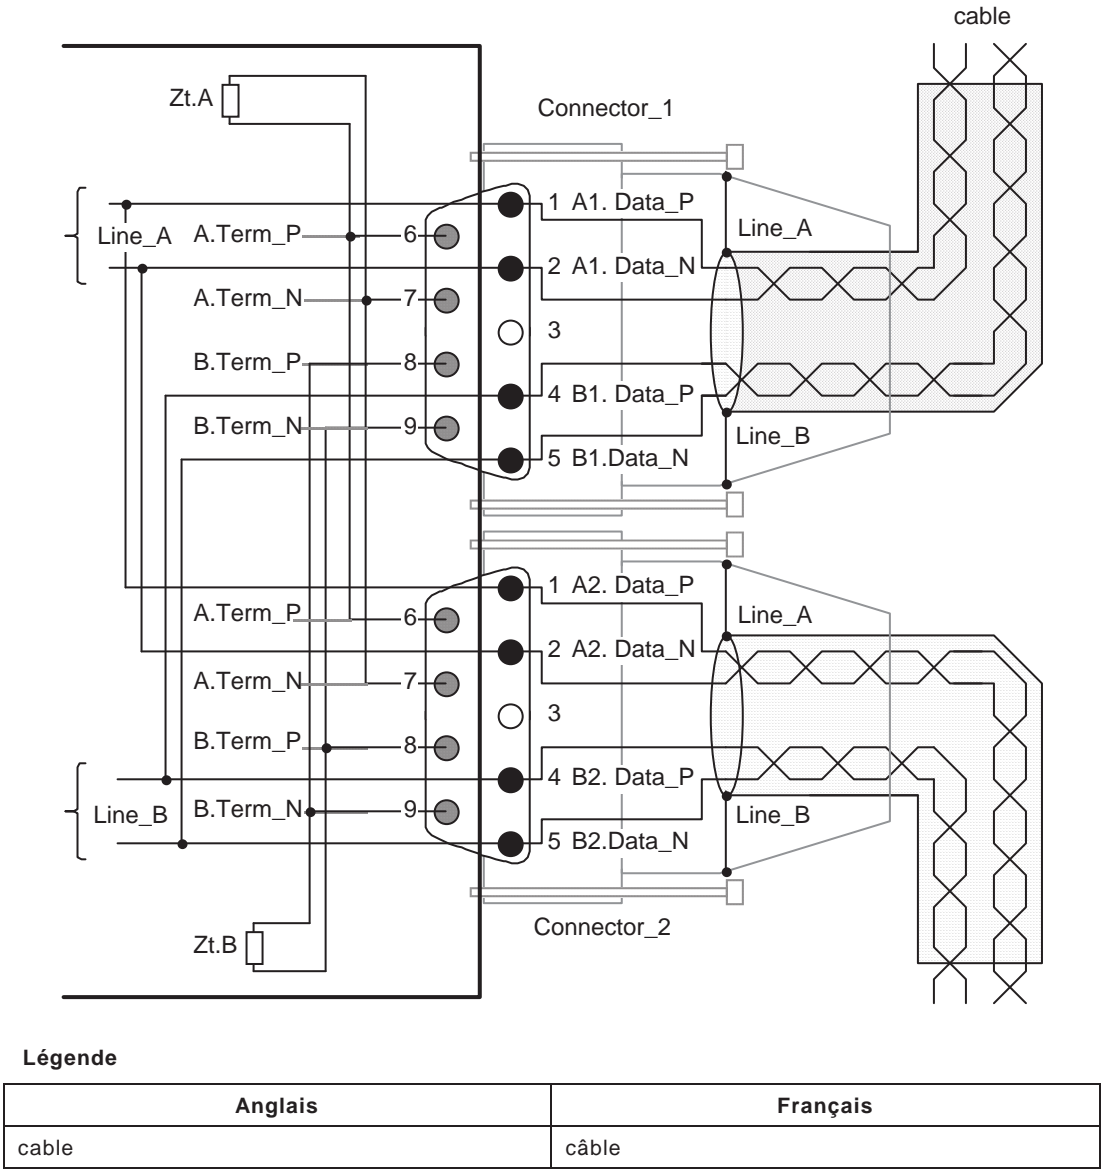 cable
Zt.A
Connector_1
1 A1. Data_P
Line_A A.Term_P 6
Line_A
2 A1. Data_N
A.Term_N 7
3
B.Term_P 8
4 B1. Data_P
B.Term_N 9
Line_B
5 B1.Data_N
1 A2. Data_P
A.Term_P 6
Line_A
2 A2. Data_N
A.Term_N 7
3
B.Term_P 8
4 B2. Data_P
Line_B B.Term_N 9
Line_B
5 B2.Data_N
Connector_2
Zt.B
Légende
Anglais Français
cable câble